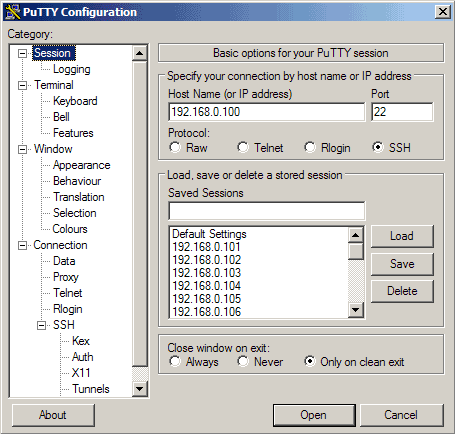 PuTTY Configuration
Category:
Session
Logging
Terminal
Keyboard
Bell
Features
Window
Appearance
Behaviour
Translation
Selection
Colours
Connection
Data
Proxy
Telnet
Rlogin
SSH
Kex
Auth
X11
Tunnels
Basic options for your PuTTY session
Specify your connection by host name or IP address
Host Name (or IP address) Port
192.168.0.100 22
Protocol:
Raw Telnet Rlogin SSH
Load, save or delete a stored session
Saved Sessions
Default Settings
192.168.0.101
192.168.0.102
192.168.0.103
192.168.0.104
192.168.0.105
192.168.0.106
Load
Save
Delete
Close window on exit:
Always Never Only on clean exit
About Open Cancel